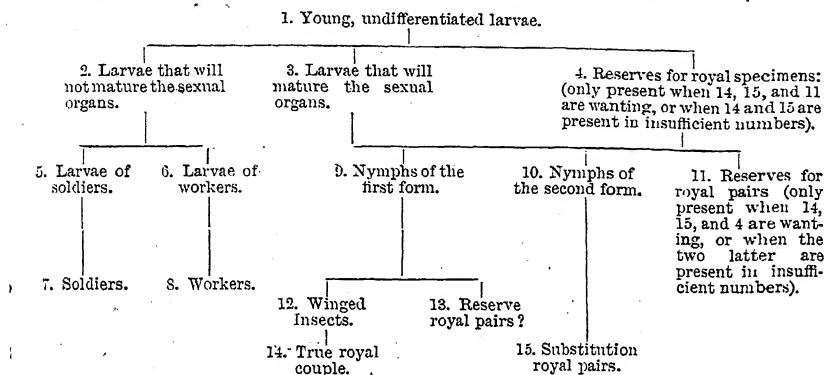 1. Young, undifferentiated larvae.
2. Larvae that will
not mature the sexual
organs.
3. Larvae that will
mature the sexual
organs.
4. Reserves for royal specimens:
(only present when 14, 15, and 11
are wanting, or when 14 and 15 are
present in insufficient numbers).
5. Larvae of
soldiers.
6. Larvae of
workers.
9. Nymphs of the
first form.
10. Nymphs of
the second form.
11. Reserves for
royal pairs (only
present when 14,
15, and 4 are want-
ing, or when the
two latter are
present in insuffi-
cient numbers).
7. Soldiers.
8. Workers.
12. Winged
Insects.
13. Reserve
royal pairs?
14. True royal
couple.
15. Substitution
royal pairs.